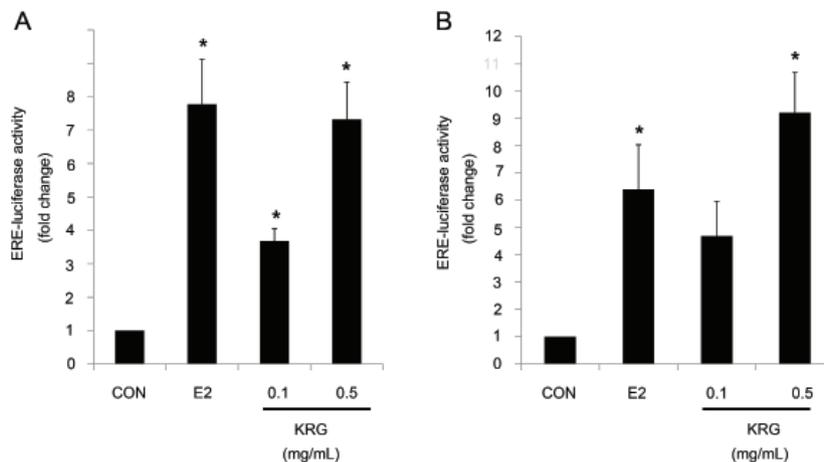 A
ERE-luciferase activity
(fold change)
8
7
6
5
4
3
2
1
0
*
*
*
CON
E2
0.1
0.5
KRG
(mg/mL)
B
ERE-luciferase activity
(fold change)
12
11
10
9
8
7
6
5
4
3
2
1
0
*
*
CON
E2
0.1
0.5
KRG
(mg/mL)